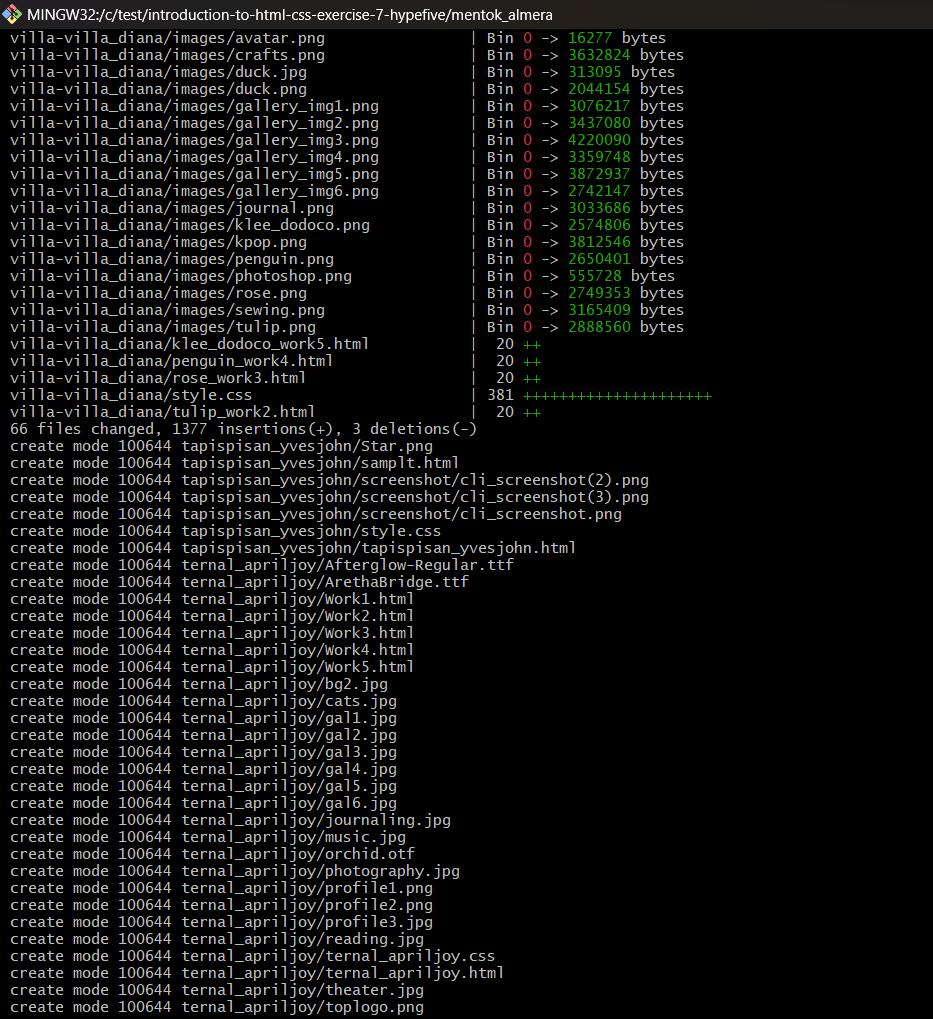 MINGW32:/c/test/introduction-to-html-css-exercise-7-hypefive/mentok_almera
villa-villa_diana/images/avatar.png | Bin 0 -> 16277 bytes
villa-villa_diana/images/crafts.png | Bin 0 -> 3632824 bytes
villa-villa_diana/images/duck.jpg | Bin 0 -> 313095 bytes
villa-villa_diana/images/duck.png | Bin 0 -> 2044154 bytes
villa-villa_diana/images/gallery_img1.png | Bin 0 -> 3076217 bytes
villa-villa_diana/images/gallery_img2.png | Bin 0 -> 3437080 bytes
villa-villa_diana/images/gallery_img3.png | Bin 0 -> 4220090 bytes
villa-villa_diana/images/gallery_img4.png | Bin 0 -> 3359748 bytes
villa-villa_diana/images/gallery_img5.png | Bin 0 -> 3872937 bytes
villa-villa_diana/images/gallery_img6.png | Bin 0 -> 2742147 bytes
villa-villa_diana/images/journal.png | Bin 0 -> 3033686 bytes
villa-villa_diana/images/klee_dodoco.png | Bin 0 -> 2574806 bytes
villa-villa_diana/images/kpop.png | Bin 0 -> 3812546 bytes
villa-villa_diana/images/penguin.png | Bin 0 -> 2650401 bytes
villa-villa_diana/images/photoshop.png | Bin 0 -> 555728 bytes
villa-villa_diana/images/rose.png | Bin 0 -> 2749353 bytes
villa-villa_diana/images/sewing.png | Bin 0 -> 3165409 bytes
villa-villa_diana/images/tulip.png | Bin 0 -> 2888560 bytes
villa-villa_diana/klee_dodoco_work5.html | 20 ++
villa-villa_diana/penguin_work4.html | 20 ++
villa-villa_diana/rose_work3.html | 20 ++
villa-villa_diana/style.css | 381 +++++++++++++++++++++
villa-villa_diana/tulip_work2.html | 20 ++
66 files changed, 1377 insertions(+), 3 deletions(-)
create mode 100644 tapispisan_yvesjohn/Star.png
create mode 100644 tapispisan_yvesjohn/samplt.html
create mode 100644 tapispisan_yvesjohn/screenshot/cli_screenshot(2).png
create mode 100644 tapispisan_yvesjohn/screenshot/cli_screenshot(3).png
create mode 100644 tapispisan_yvesjohn/screenshot/cli_screenshot.png
create mode 100644 tapispisan_yvesjohn/style.css
create mode 100644 tapispisan_yvesjohn/tapispisan_yvesjohn.html
create mode 100644 ternal_apriljoy/Afterglow-Regular.ttf
create mode 100644 ternal_apriljoy/ArethaBridge.ttf
create mode 100644 ternal_apriljoy/Work1.html
create mode 100644 ternal_apriljoy/Work2.html
create mode 100644 ternal_apriljoy/Work3.html
create mode 100644 ternal_apriljoy/Work4.html
create mode 100644 ternal_apriljoy/Work5.html
create mode 100644 ternal_apriljoy/bg2.jpg
create mode 100644 ternal_apriljoy/cats.jpg
create mode 100644 ternal_apriljoy/gal1.jpg
create mode 100644 ternal_apriljoy/gal2.jpg
create mode 100644 ternal_apriljoy/gal3.jpg
create mode 100644 ternal_apriljoy/gal4.jpg
create mode 100644 ternal_apriljoy/gal5.jpg
create mode 100644 ternal_apriljoy/gal6.jpg
create mode 100644 ternal_apriljoy/journaling.jpg
create mode 100644 ternal_apriljoy/music.jpg
create mode 100644 ternal_apriljoy/orchid.otf
create mode 100644 ternal_apriljoy/photography.jpg
create mode 100644 ternal_apriljoy/profile1.png
create mode 100644 ternal_apriljoy/profile2.png
create mode 100644 ternal_apriljoy/profile3.jpg
create mode 100644 ternal_apriljoy/reading.jpg
create mode 100644 ternal_apriljoy/ternal_apriljoy.css
create mode 100644 ternal_apriljoy/ternal_apriljoy.html
create mode 100644 ternal_apriljoy/theater.jpg
create mode 100644 ternal_apriljoy/toplogo.png